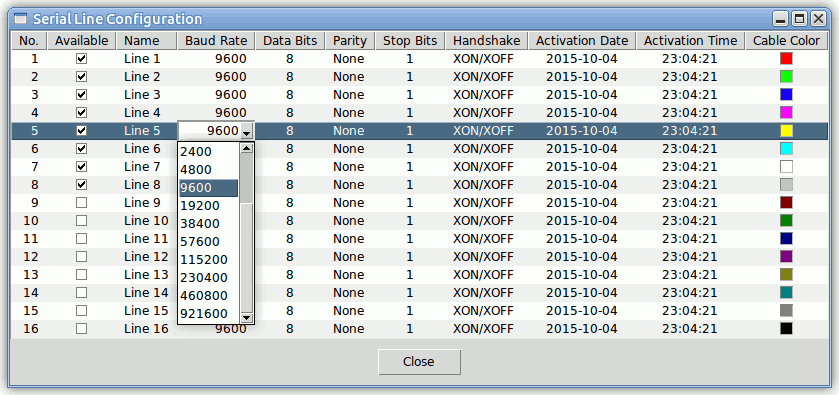 Serial Line Configuration
No. Available Name Baud Rate Data Bits Parity Stop Bits Handshake Activation Date Activation Time Cable Color
1 Line 1 9600 8 None 1 XON/XOFF 2015-10-04 23:04:21
2 Line 2 9600 8 None 1 XON/XOFF 2015-10-04 23:04:21
3 Line 3 9600 8 None 1 XON/XOFF 2015-10-04 23:04:21
4 Line 4 9600 8 None 1 XON/XOFF 2015-10-04 23:04:21
5 Line 5 9600 8 None 1 XON/XOFF 2015-10-04 23:04:21
6 Line 6 2400 8 None 1 XON/XOFF 2015-10-04 23:04:21
7 Line 7 4800 8 None 1 XON/XOFF 2015-10-04 23:04:21
8 Line 8 9600 8 None 1 XON/XOFF 2015-10-04 23:04:21
9 Line 9 19200 8 None 1 XON/XOFF 2015-10-04 23:04:21
10 Line 10 38400 8 None 1 XON/XOFF 2015-10-04 23:04:21
11 Line 11 57600 8 None 1 XON/XOFF 2015-10-04 23:04:21
12 Line 12 115200 8 None 1 XON/XOFF 2015-10-04 23:04:21
13 Line 13 230400 8 None 1 XON/XOFF 2015-10-04 23:04:21
14 Line 14 460800 8 None 1 XON/XOFF 2015-10-04 23:04:21
15 Line 15 921600 8 None 1 XON/XOFF 2015-10-04 23:04:21
16 Line 16 9600 8 None 1 XON/XOFF 2015-10-04 23:04:21
Close